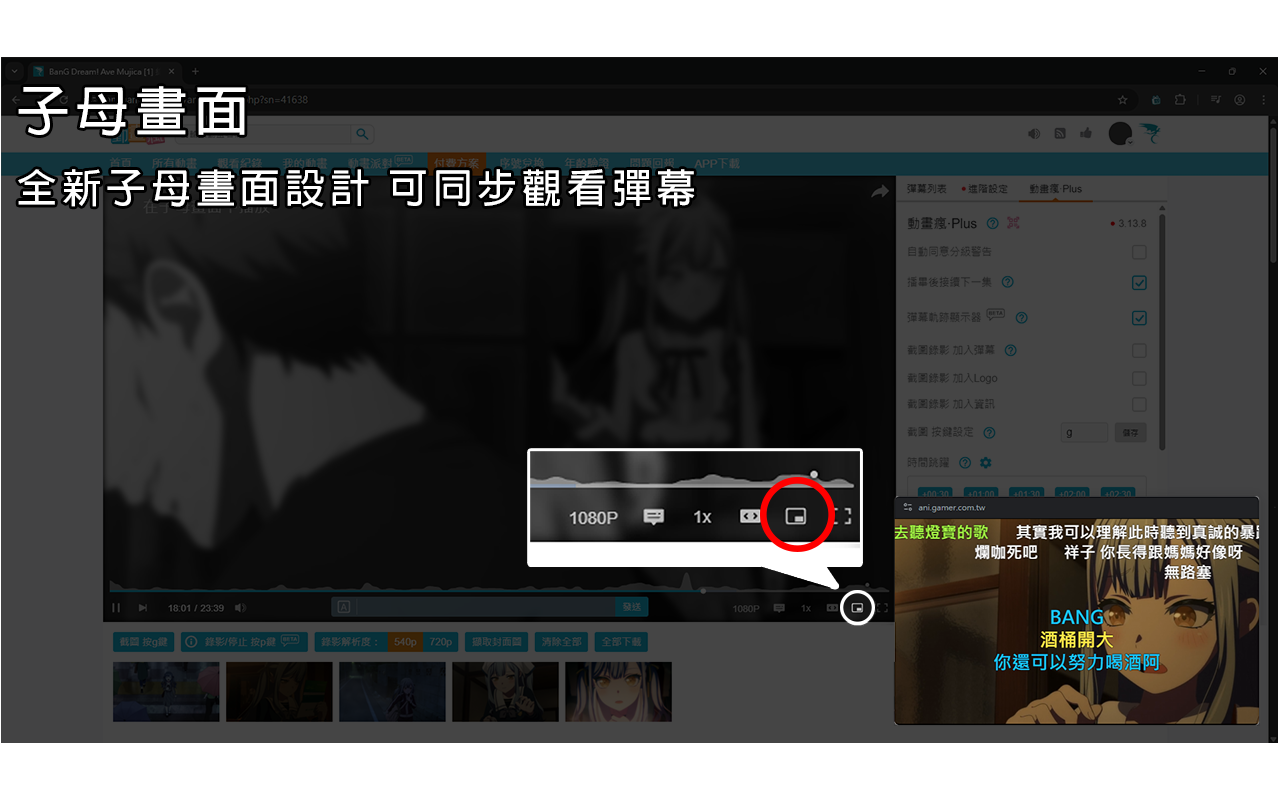 BanG Dream! Ave Mujica [1]
子母畫面
hp?sn=41638
首頁 所有動畫 觀看紀錄 我的動畫 動畫派對 BETA 付費方案 序號兌換 年齡驗證 問題回報 APP下載
全新子母畫面設計 可同步觀看彈幕
在子母畫面中播放
彈幕列表 進階設定 動畫瘋·Plus
動畫瘋·Plus 3.13.8
自動同意分級警告
播畢後接續下一集
彈幕軌跡顯示器 BETA
截圖錄影 加入彈幕
截圖錄影 加入Logo
截圖錄影 加入資訊
截圖 按鍵設定 g 儲存
時間跳躍
+00:30 +01:00 +01:30 +02:00 +02:30
1080P 1x
ani.gamer.com.tw
去聽燈寶的歌 其實我可以理解此時聽到真誠的暴
爛咖死吧 祥子 你長得跟媽媽好像呀
無路塞
BANG
酒桶開大
你還可以努力喝酒阿
18:01 / 23:39 A 發送 1080P 1x
截圖 按g鍵 錄影/停止 按p鍵 BETA 錄影解析度： 540p 720p 擷取封面圖 清除全部 全部下載